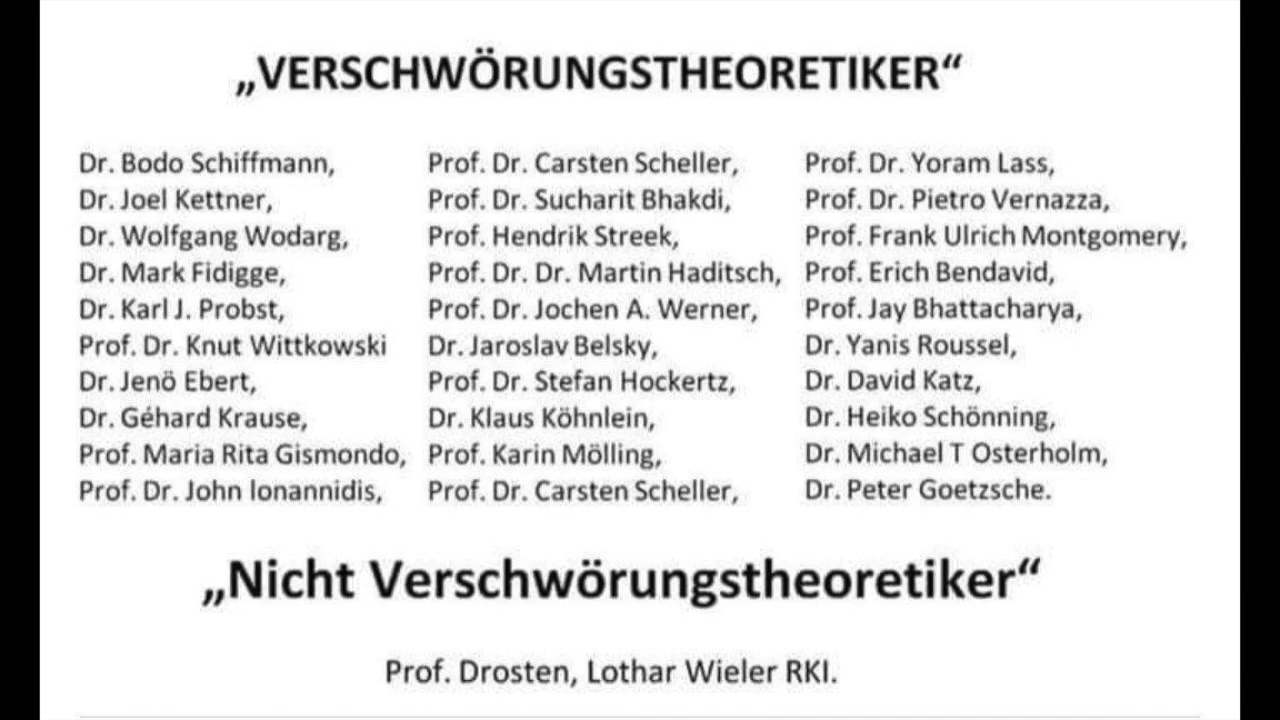 „VERSCHWÖRUNGSTHEORETIKER“
Dr. Bodo Schiffmann,
Dr. Joel Kettner,
Dr. Wolfgang Wodarg,
Dr. Mark Fidigge,
Dr. Karl J. Probst,
Prof. Dr. Knut Wittkowski
Dr. Jenö Ebert,
Dr. Géhard Krause,
Prof. Maria Rita Gismondo,
Prof. Dr. John Ionannidis,
Prof. Dr. Carsten Scheller,
Prof. Dr. Sucharit Bhakdi,
Prof. Hendrik Streek,
Prof. Dr. Dr. Martin Haditsch,
Prof. Dr. Jochen A. Werner,
Dr. Jaroslav Belsky,
Prof. Dr. Stefan Hockertz,
Dr. Klaus Köhnlein,
Prof. Karin Mölling,
Prof. Dr. Carsten Scheller,
Prof. Dr. Yoram Lass,
Prof. Dr. Pietro Vernazza,
Prof. Frank Ulrich Montgomery,
Prof. Erich Bendavid,
Prof. Jay Bhattacharya,
Dr. Yanis Roussel,
Dr. David Katz,
Dr. Heiko Schönning,
Dr. Michael T Osterholm,
Dr. Peter Goetzsche.
„Nicht Verschwörungstheoretiker“
Prof. Drosten, Lothar Wieler RKI.